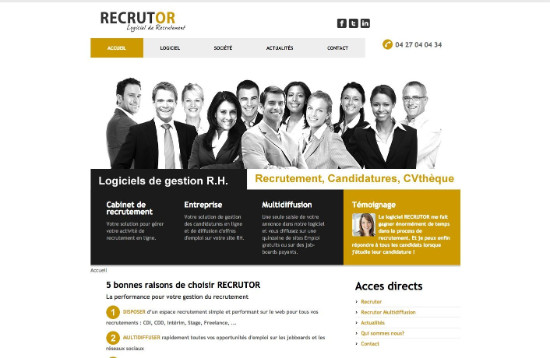 RECRUTOR
Logiciel de Recrutement
ACCUEIL LOGICIEL SOCIÉTÉ ACTUALITÉS CONTACT
04 27 04 04 34
Logiciels de gestion R.H.
Recrutement, Candidatures, CVthèque
Cabinet de
recrutement
Votre solution pour gérer
votre activité de
recrutement en ligne.
Entreprise
Votre solution de gestion
des candidatures en ligne
et de diffusion d'offres
d'emploi sur votre site RH.
Multidiffusion
Une seule saisie de votre
annonce dans notre logiciel
et vous diffusez sur une
quinzaine de sites Emploi
gratuits ou sur des job-
boards payants.
Témoignage
Le logiciel RECRUTOR me fait
gagner énormément de temps
dans le process de
recrutement. Et je peux enfin
répondre à tous les candidats lorsque
j'étudie leur candidature !
Accueil
5 bonnes raisons de choisir RECRUTOR
La performance pour votre gestion du recrutement
1 DISPOSER d'un espace recrutement simple et performant sur le web pour tous vos
recrutements : CDI, CDD, Intérim, Stage, Freelance, ...
2 MULTIDIFFUSER rapidement toutes vos opportunités d'emploi sur les jobboards et les
réseaux sociaux
Acces directs
Recrutor
Recrutor Multidiffusion
Actualités
Qui sommes nous?
Contact